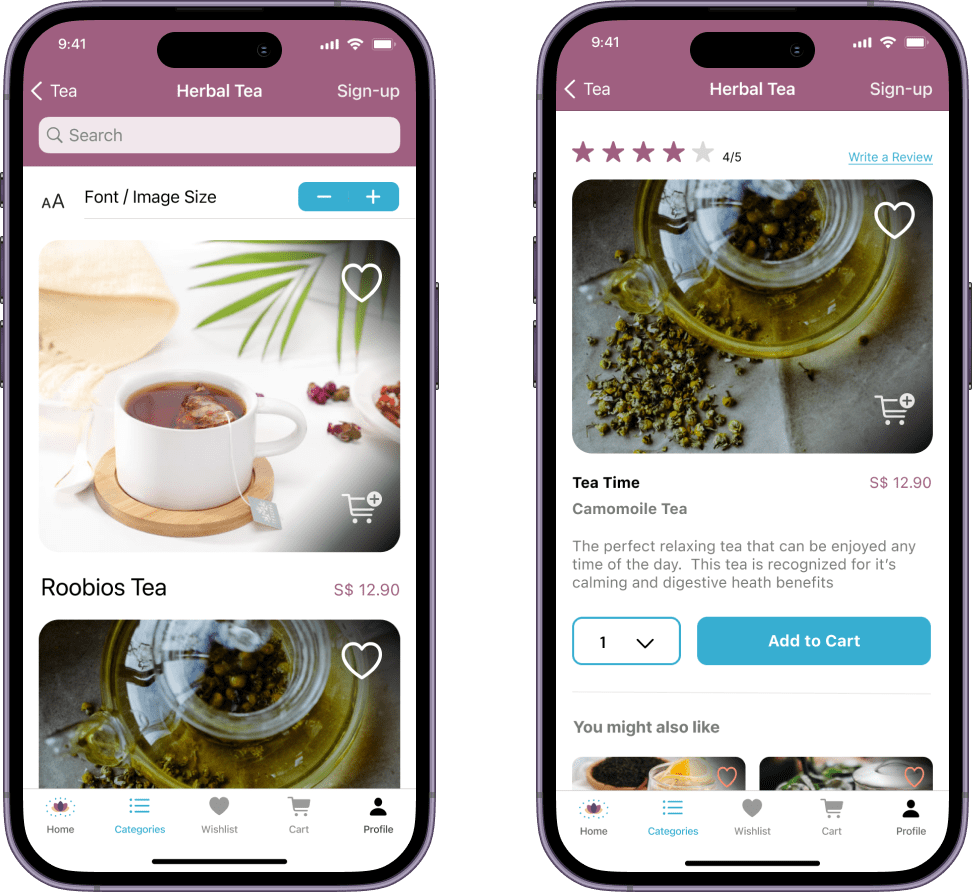 9:41
Tea
Herbal Tea
Sign-up
Search
AA
Font / Image Size
Roobios Tea
S$ 12.90
Home
Categories
Wishlist
Cart
Profile
9:41
Tea
Herbal Tea
Sign-up
4/5
Write a Review
Tea Time
S$ 12.90
Camomoile Tea
The perfect relaxing tea that can be enjoyed any
time of the day.  This tea is recognized for it's
calming and digestive heath benefits
1
Add to Cart
You might also like
Home
Categories
Wishlist
Cart
Profile